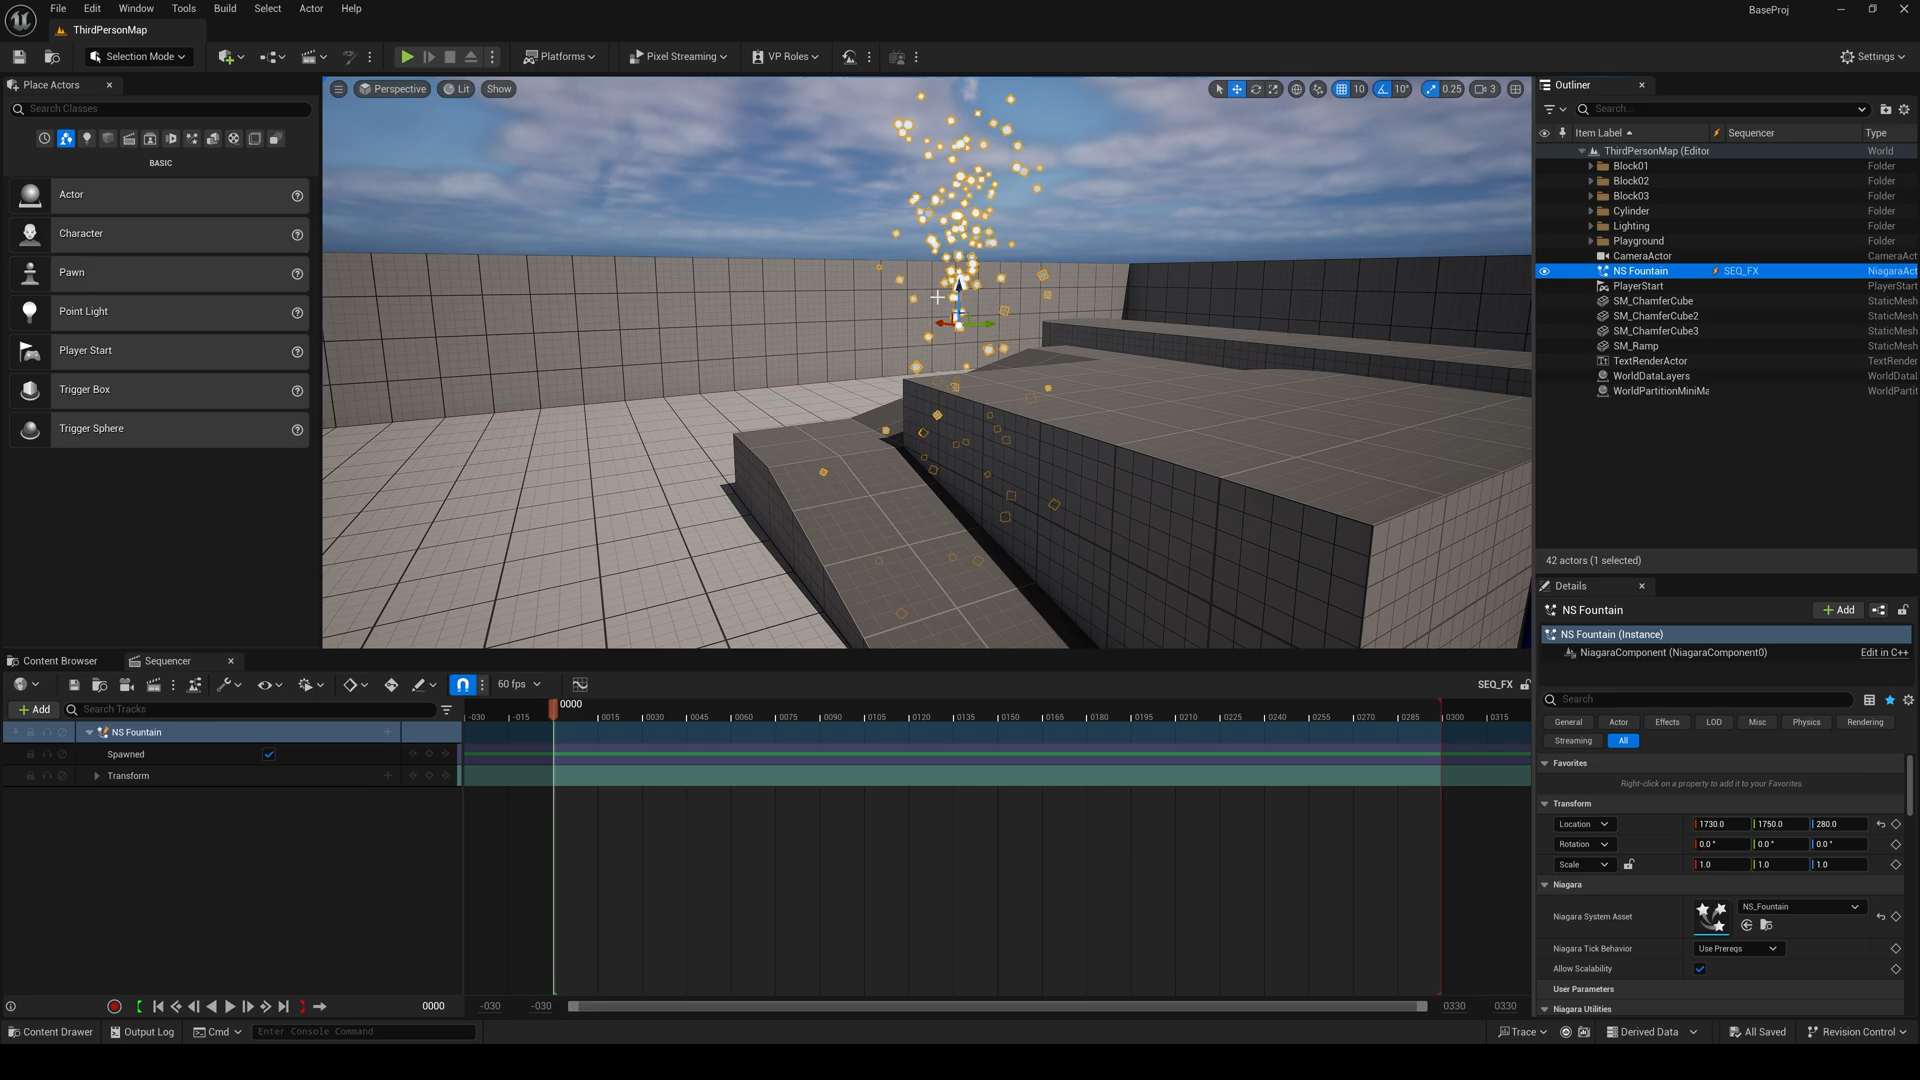 File Edit Window Tools Build Select Actor Help BaseProj
ThirdPersonMap
Selection Mode Platforms Pixel Streaming VP Roles Settings
Place Actors
Search Classes
BASIC
Actor
Character
Pawn
Point Light
Player Start
Trigger Box
Trigger Sphere
Perspective Lit Show 10 10° 0.25 3
Outliner
Search...
Item Label Sequencer Type
ThirdPersonMap (Editor World
Block01 Folder
Block02 Folder
Block03 Folder
Cylinder Folder
Lighting Folder
Playground Folder
CameraActor CameraAct
NS Fountain SEQ_FX NiagaraAct
PlayerStart PlayerStart
SM_ChamferCube StaticMesh
SM_ChamferCube2 StaticMesh
SM_ChamferCube3 StaticMesh
SM_Ramp StaticMesh
TextRenderActor TextRender
WorldDataLayers WorldDataL
WorldPartitionMiniMa WorldPartit
42 actors (1 selected)
Details
NS Fountain Add
NS Fountain (Instance)
NiagaraComponent (NiagaraComponent0) Edit in C++
Search
General Actor Effects LOD Misc Physics Rendering
Streaming All
Favorites
Right-click on a property to add it to your Favorites.
Transform
Location 1730.0 1750.0 280.0
Rotation 0.0 ° 0.0 ° 0.0 °
Scale 1.0 1.0 1.0
Niagara
Niagara System Asset NS_Fountain
Niagara Tick Behavior Use Prereqs
Allow Scalability
User Parameters
Niagara Utilities
Content Browser Sequencer
60 fps SEQ_FX
Add Search Tracks
0000
-030 -015 0015 0030 0045 0060 0075 0090 0105 0120 0135 0150 0165 0180 0195 0210 0225 0240 0255 0270 0285 0300 0315
NS Fountain
Spawned
Transform
0000 -030 -030 0330 0330
Content Drawer Output Log Cmd Enter Console Command Trace Derived Data All Saved Revision Control